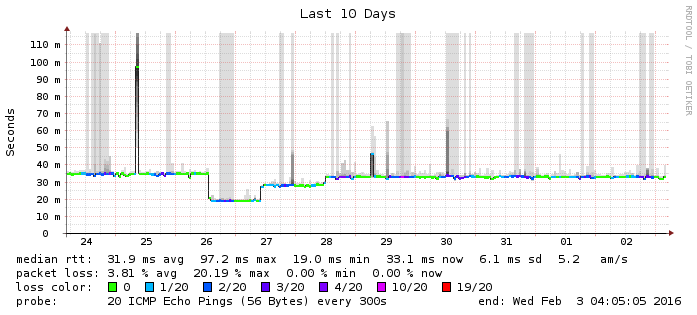 Last 10 Days
RRDTOOL / TOBI OETIKER
Seconds
110 m
100 m
90 m
80 m
70 m
60 m
50 m
40 m
30 m
20 m
10 m
0
24 25 26 27 28 29 30 31 01 02
median rtt: 31.9 ms avg 97.2 ms max 19.0 ms min 33.1 ms now 6.1 ms sd 5.2 am/s
packet loss: 3.81 % avg 20.19 % max 0.00 % min 0.00 % now
loss color: 0 1/20 2/20 3/20 4/20 10/20 19/20
probe: 20 ICMP Echo Pings (56 Bytes) every 300s end: Wed Feb 3 04:05:05 2016